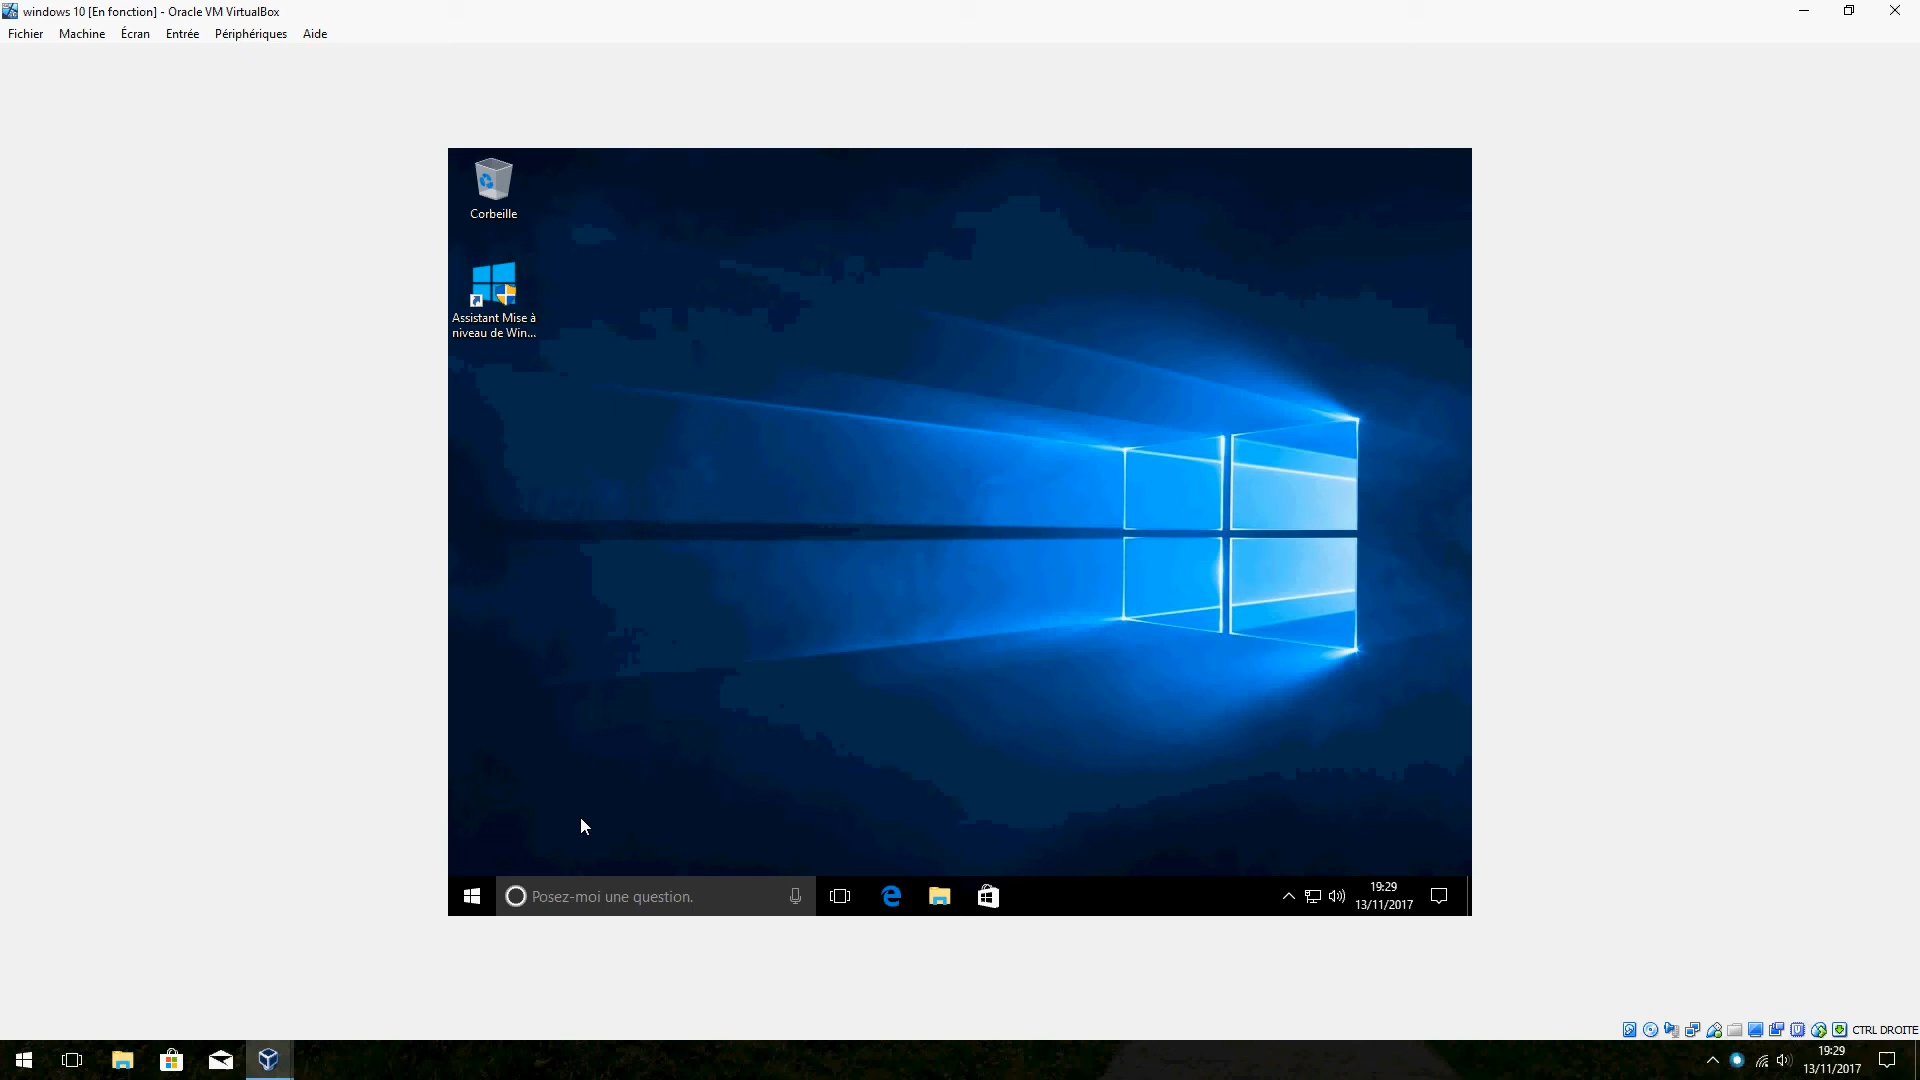 windows 10 [En fonction] - Oracle VM VirtualBox
Fichier Machine Écran Entrée Périphériques Aide
Corbeille
Assistant Mise à
niveau de Win...
Posez-moi une question.
19:29
13/11/2017
CTRL DROITE
19:29
13/11/2017